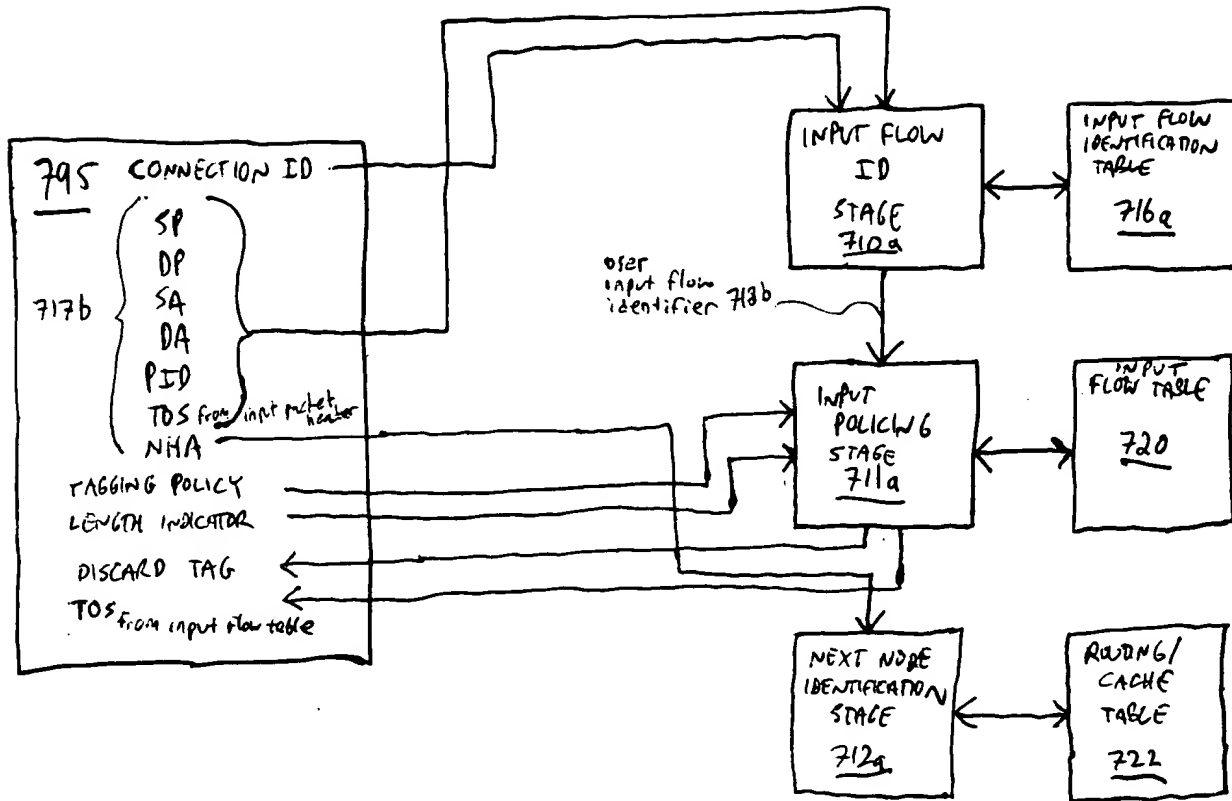 795 CONNECTION ID
SP
DP
717b
SA
DA
PID
TOS from input packet header
NHA
TAGGING POLICY
LENGTH INDICATOR
DISCARD TAG
TOS from input flow table
INPUT FLOW
ID
STAGE
710a
INPUT FLOW
IDENTIFICATION
TABLE
716a
user
input flow
identifier 718b
INPUT
POLICING
STAGE
711a
INPUT
FLOW TABLE
720
NEXT NODE
IDENTIFICATION
STAGE
712a
ROUTING/
CACHE
TABLE
722